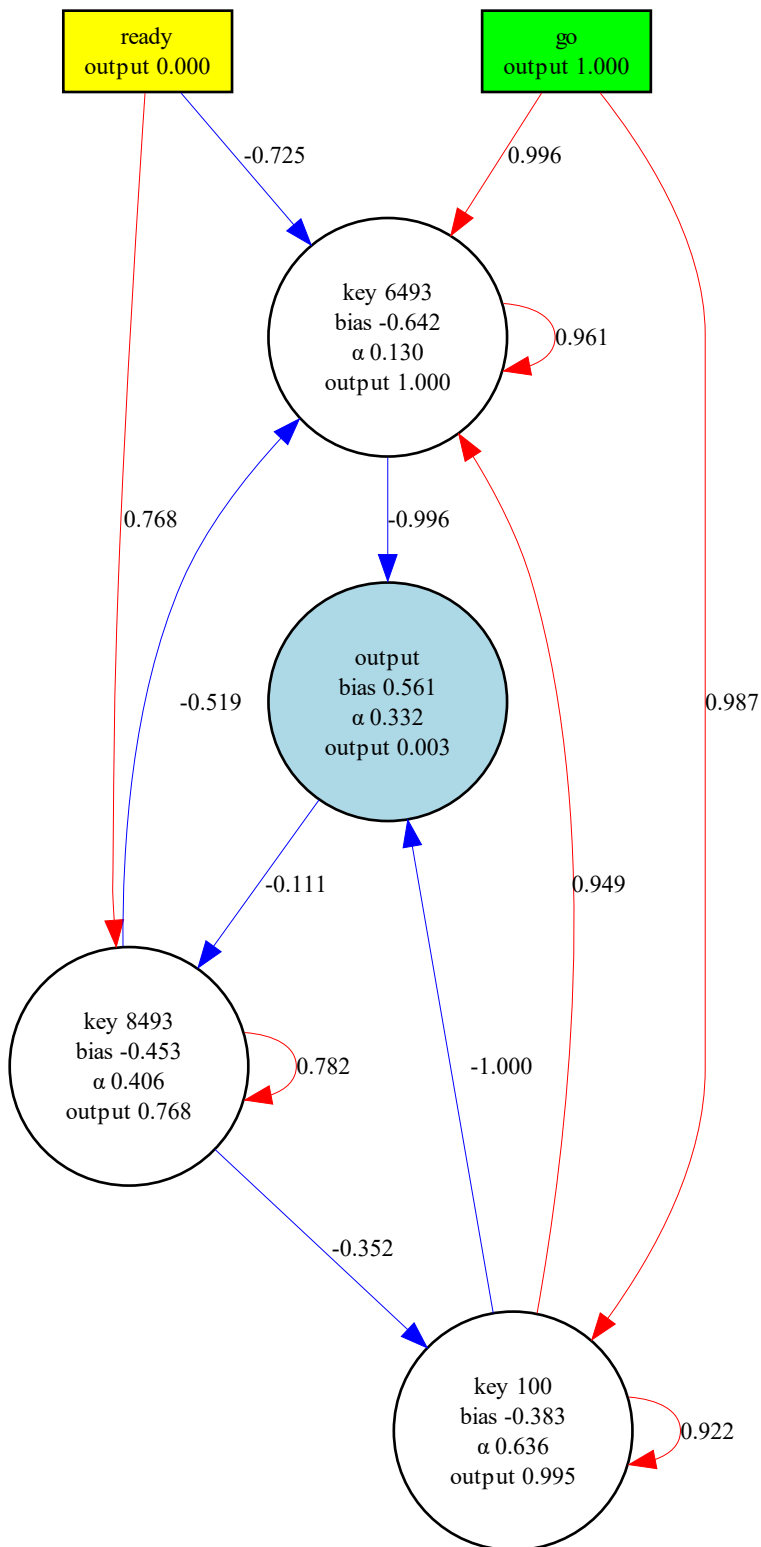 ready
output 0.000
go
output 1.000
-0.725
0.996
key 6493
bias -0.642
α 0.130
output 1.000
0.961
0.768
-0.996
-0.519
output
bias 0.561
α 0.332
output 0.003
0.987
-0.111
0.949
key 8493
bias -0.453
α 0.406
output 0.768
0.782
-1.000
-0.352
key 100
bias -0.383
α 0.636
output 0.995
0.922